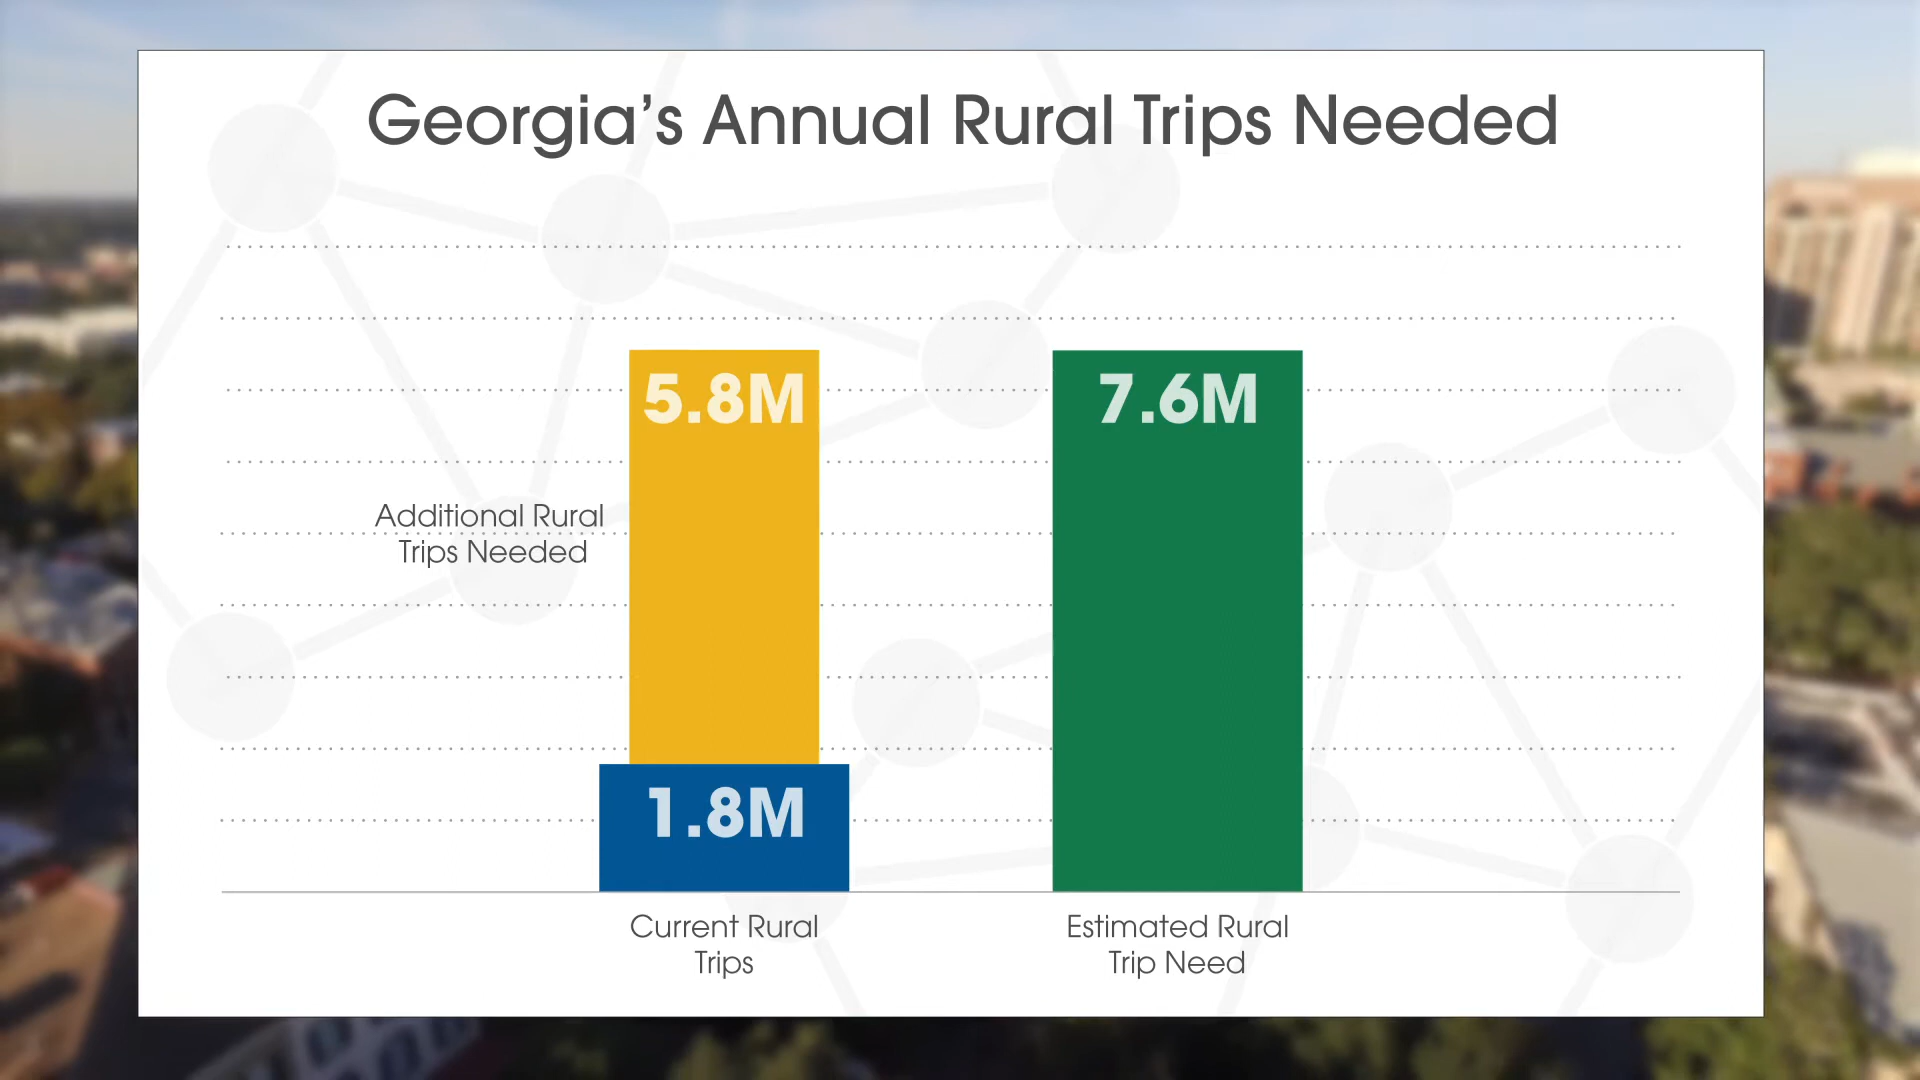 Georgia’s Annual Rural Trips Needed
5.8M
7.6M
Additional Rural
Trips Needed
1.8M
Current Rural
Trips
Estimated Rural
Trip Need